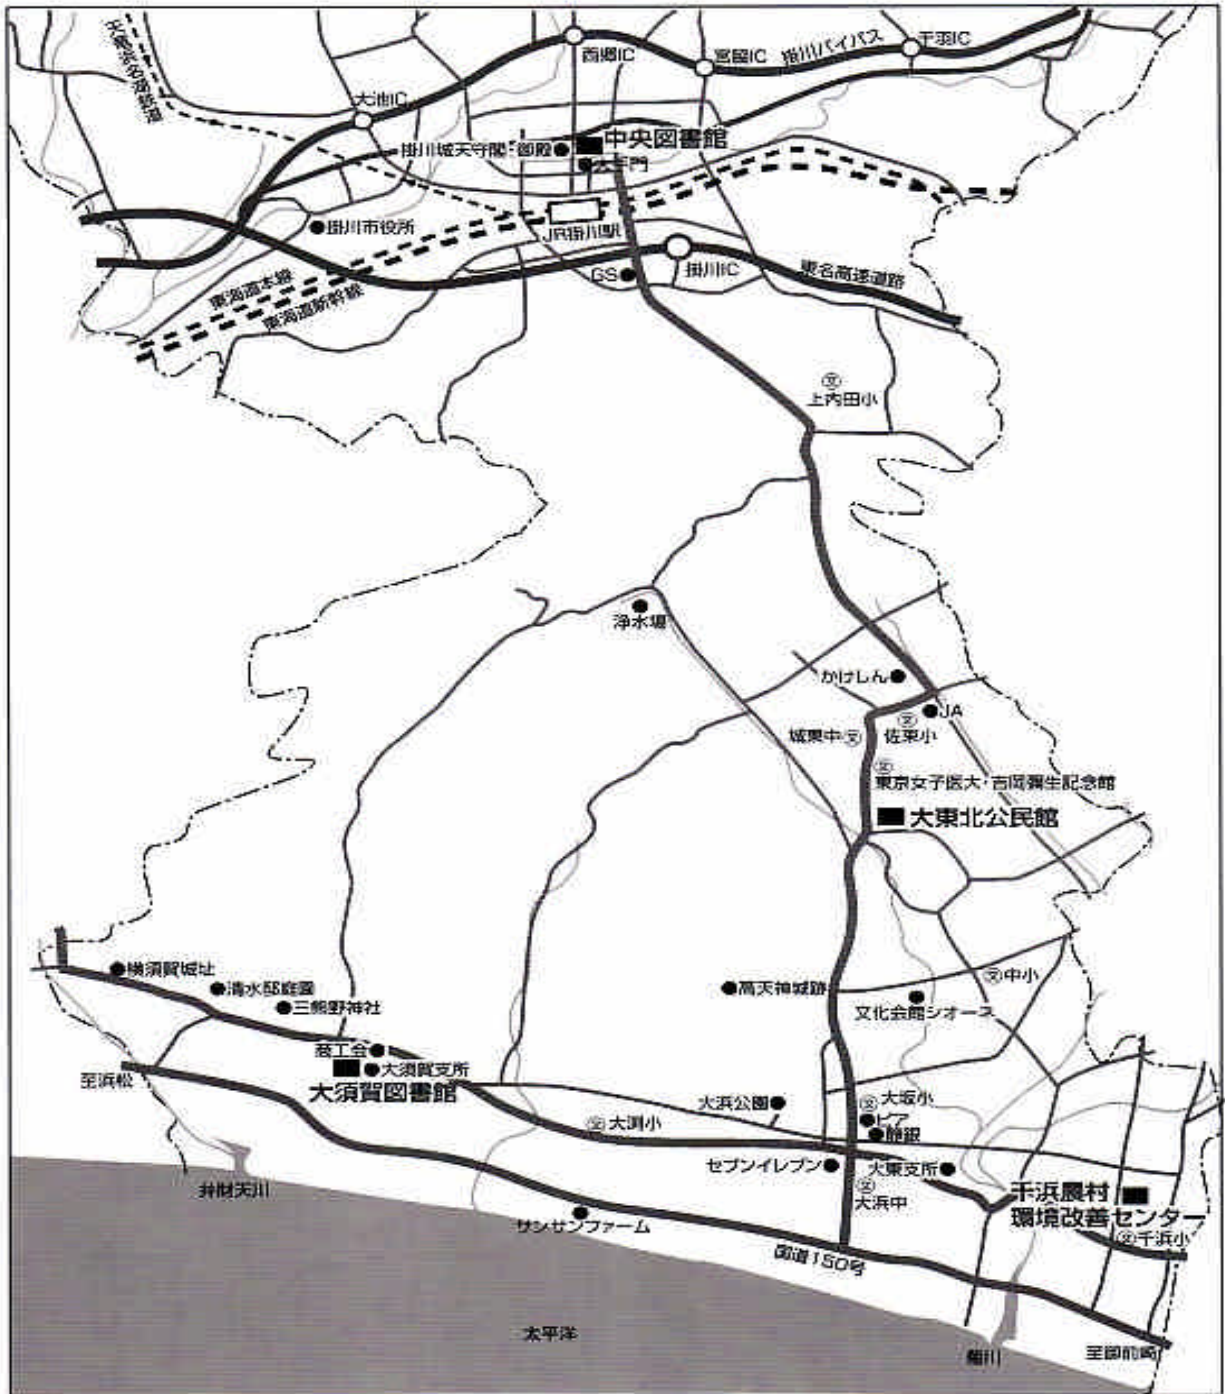 天竜浜名湖鉄道
西郷IC
宮脇IC
掛川バイパス
千羽IC
大池IC
中央図書館
掛川城天守閣・御殿
大手門
掛川市役所
JR掛川駅
GS
掛川IC
東名高速道路
東海道本線
東海道新幹線
文
上内田小
浄水場
かけしん
JA
城東中 文
文
佐束小
文
東京女子医大・吉岡彌生記念館
大東北公民館
横須賀城址
清水邸庭園
三熊野神社
高天神城跡
文 中小
文化会館シオーネ
商工会
大須賀支所
大須賀図書館
至浜松
大浜公園
文 大坂小
ピア
文 大渕小
静銀
セブンイレブン
大東支所
文
大浜中
千浜農村
環境改善センター
文 千浜小
弁財天川
サンサンファーム
国道150号
太平洋
菊川
至御前崎